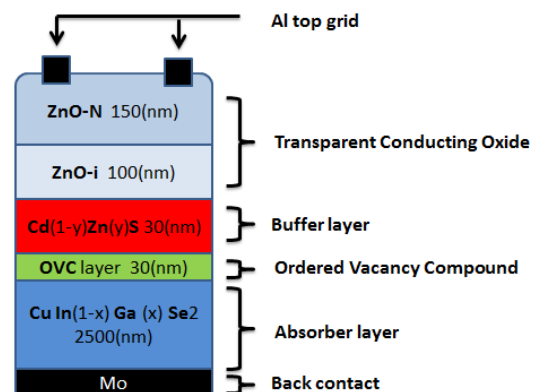 Al top grid
ZnO-N 150(nm)
Transparent Conducting Oxide
ZnO-i 100(nm)
Cd(1-y)Zn(y)S 30(nm)
Buffer layer
OVC layer 30(nm)
Ordered Vacancy Compound
Cu In(1-x) Ga (x) Se2
2500(nm)
Absorber layer
Mo
Back contact